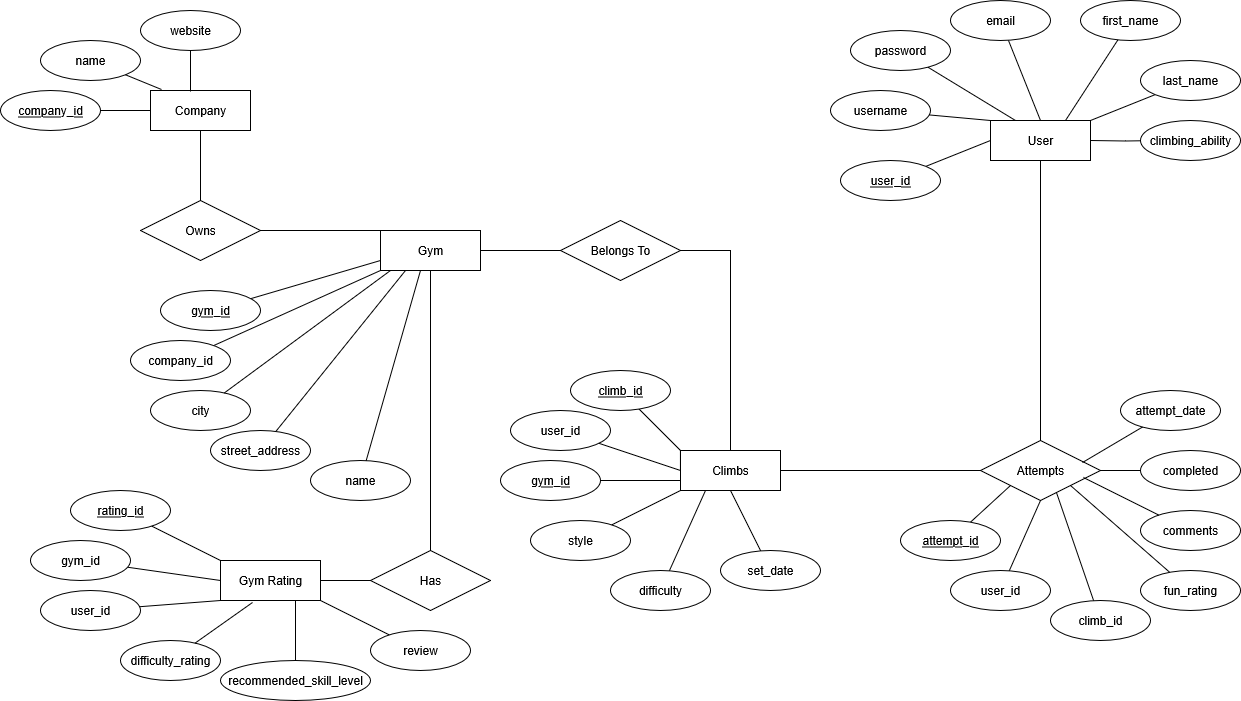 website
name
company_id
Company
Owns
Gym
gym_id
company_id
city
street_address
name
Belongs To
email
first_name
password
last_name
username
User
climbing_ability
user_id
climb_id
user_id
gym_id
Climbs
style
difficulty
set_date
Attempts
attempt_date
completed
comments
fun_rating
attempt_id
user_id
climb_id
rating_id
gym_id
Gym Rating
Has
user_id
difficulty_rating
recommended_skill_level
review